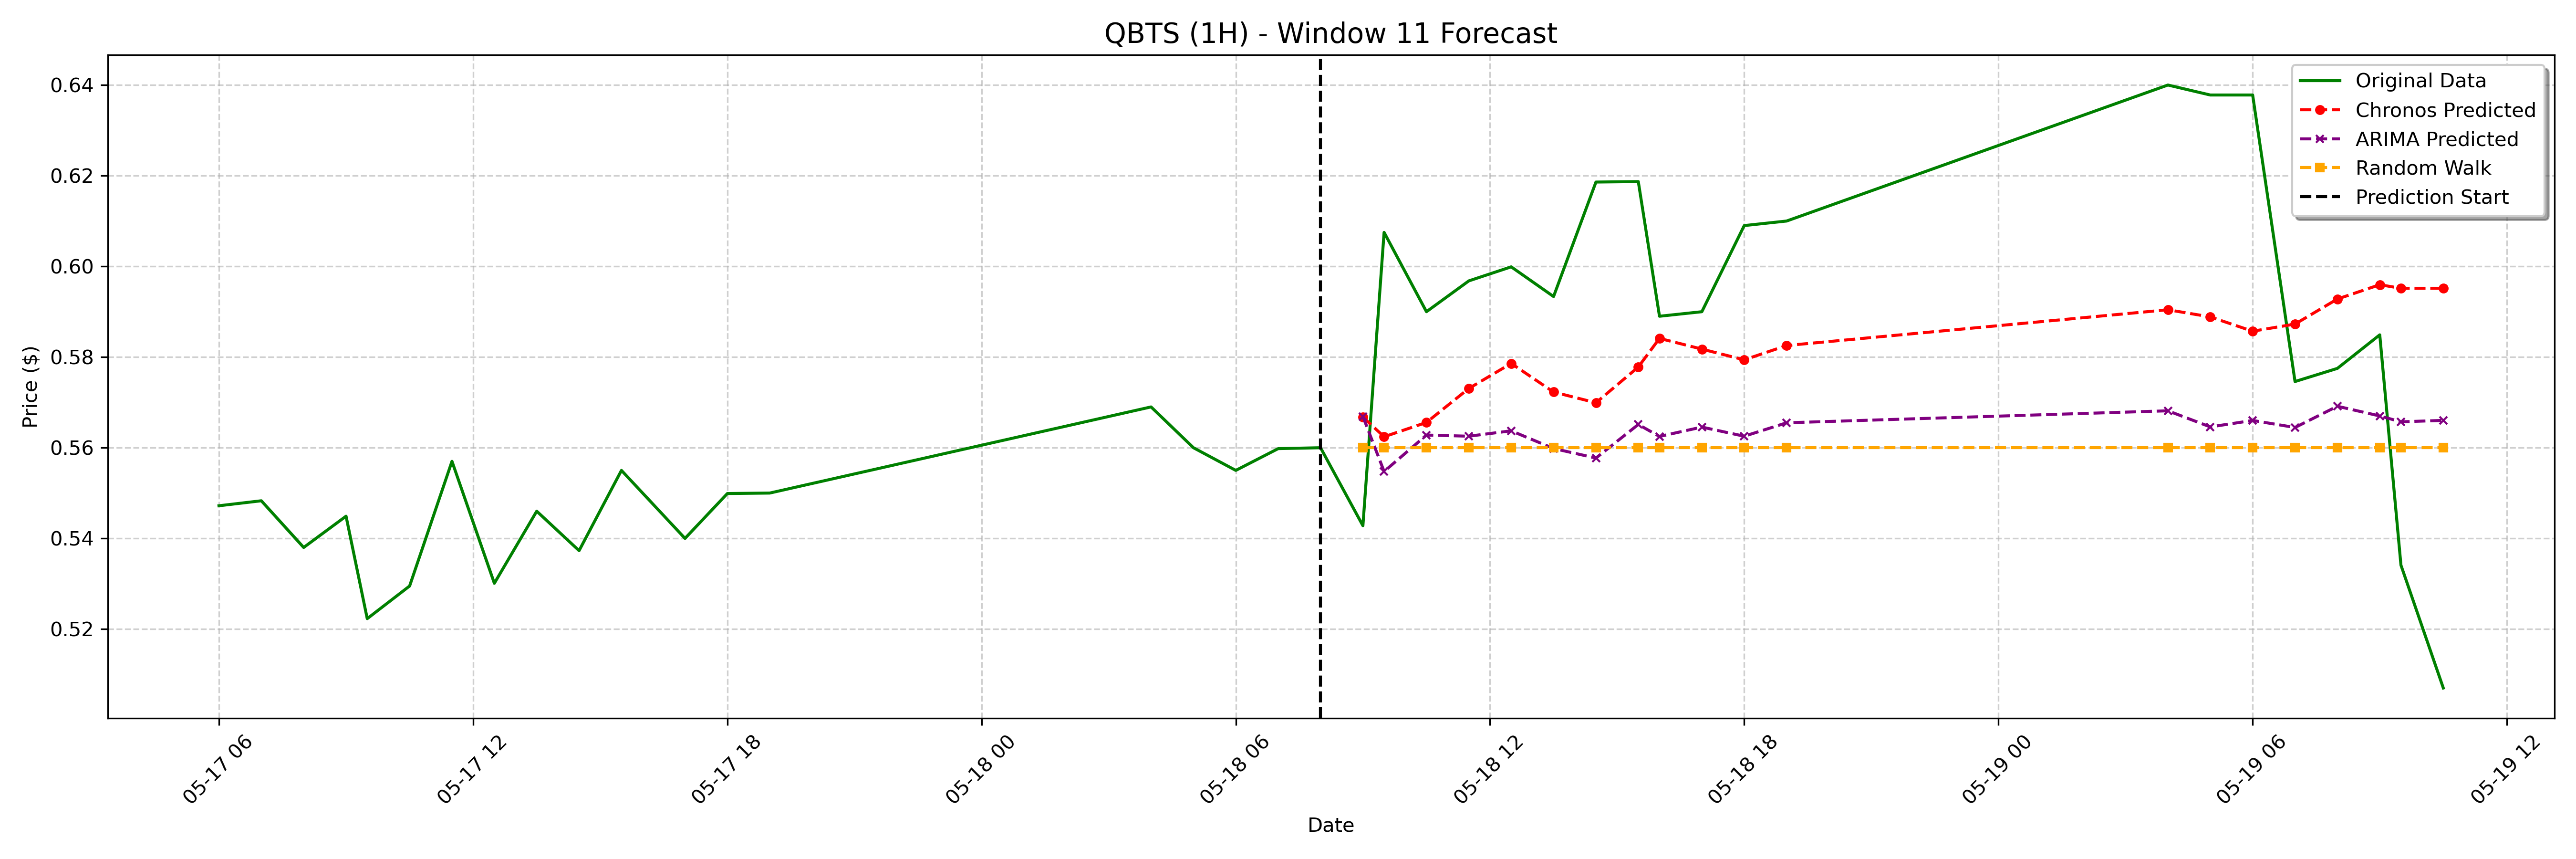 QBTS (1H) - Window 11 Forecast
Price ($)
0.64
0.62
0.60
0.58
0.56
0.54
0.52
Original Data
Chronos Predicted
ARIMA Predicted
Random Walk
Prediction Start
05-17 06
05-17 12
05-17 18
05-18 00
05-18 06
05-18 12
05-18 18
05-19 00
05-19 06
05-19 12
Date